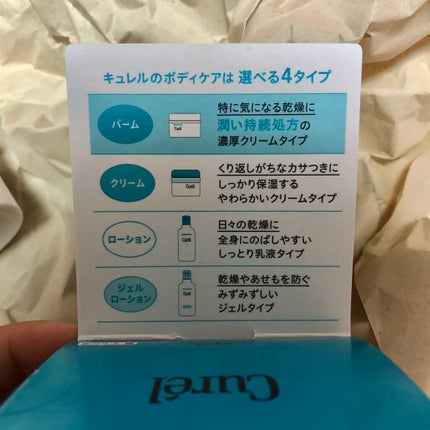 キュレルのボディケアは 選べる4タイプ
バーム
特に気になる乾燥に
潤い持続処方の
濃厚クリームタイプ
クリーム
くり返しがちなカサつきに
しっかり保湿する
やわらかいクリームタイプ
ローション
日々の乾燥に
全身にのばしやすい
しっとり乳液タイプ
ジェル
ローション
乾燥やあせもを防ぐ
みずみずしい
ジェルタイプ
Curél